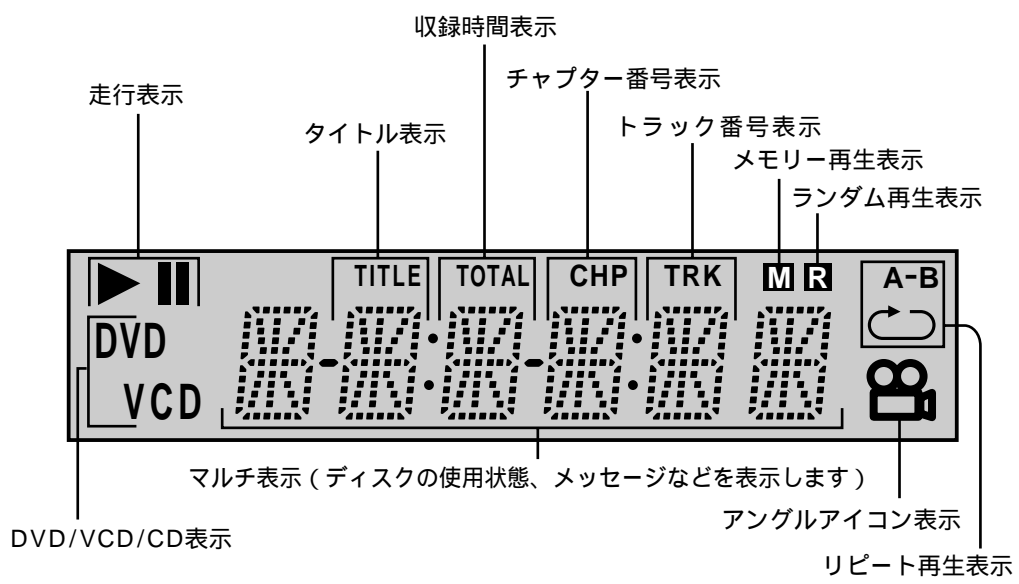 収録時間表示
チャプター番号表示
走行表示
タイトル表示
トラック番号表示
メモリー再生表示
ランダム再生表示
TITLE TOTAL CHP TRK M R A-B
DVD
VCD
マルチ表示(ディスクの使用状態、メッセージなどを表示します)
アングルアイコン表示
DVD/VCD/CD表示
リピート再生表示